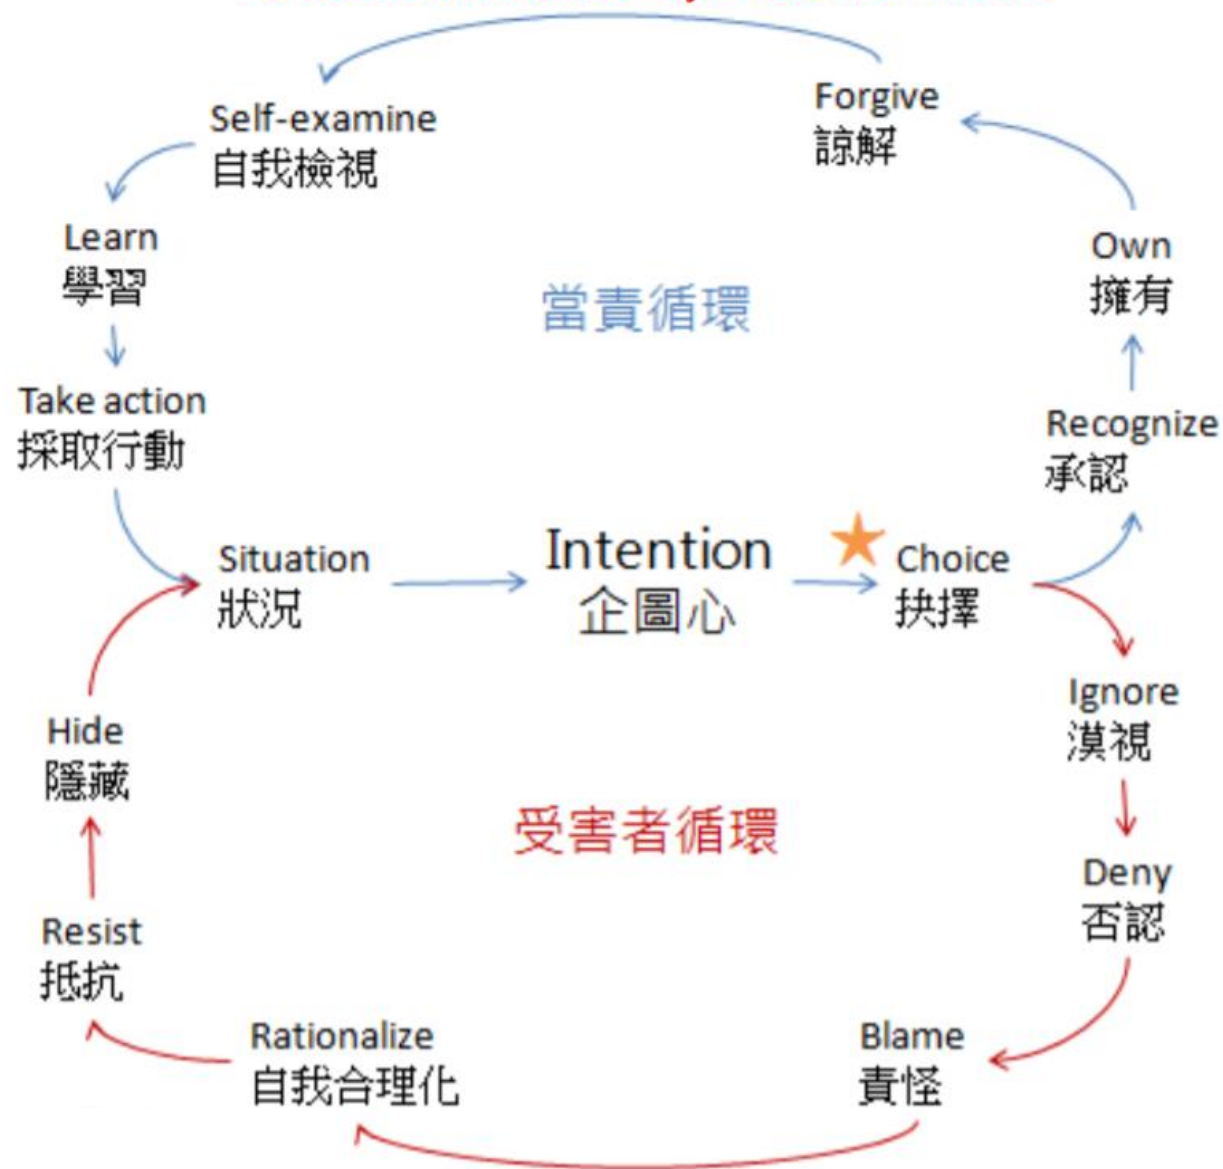 Forgive
諒解
Self-examine
自我檢視
Learn
學習
Own
擁有
當責循環
Take action
採取行動
Recognize
承認
Situation
狀況
Intention
企圖心
Choice
抉擇
Ignore
漠視
Hide
隱藏
受害者循環
Deny
否認
Resist
抵抗
Rationalize
自我合理化
Blame
責怪